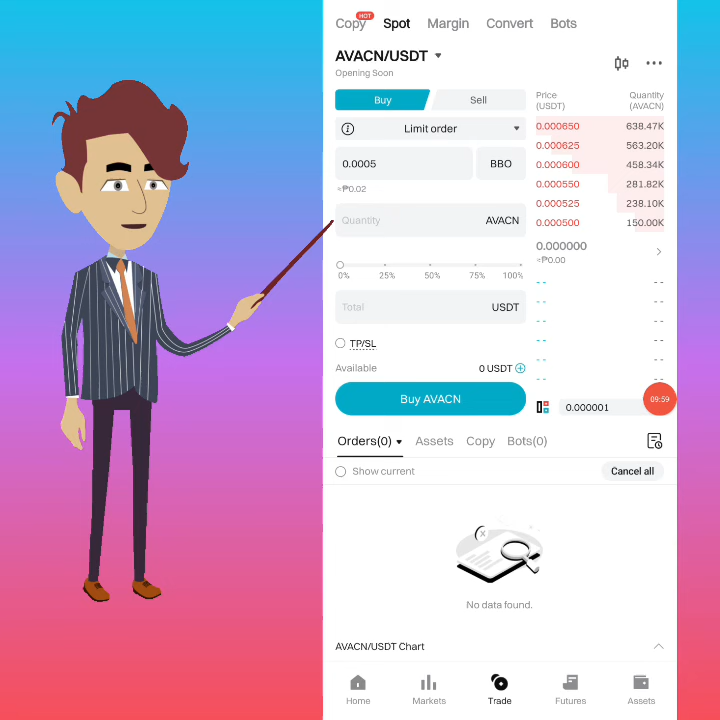 Copy HOT Spot Margin Convert Bots
AVACN/USDT
Opening Soon
Buy Sell
Limit order
0.0005 BBO
≈₱0.02
Quantity AVACN
0% 25% 50% 75% 100%
Total USDT
TP/SL
Available 0 USDT
Buy AVACN
Price Quantity
(USDT) (AVACN)
0.000650 638.47K
0.000625 563.20K
0.000600 458.34K
0.000550 281.82K
0.000525 238.10K
0.000500 150.00K
0.000000
≈₱0.00
-- --
-- --
-- --
-- --
-- --
-- --
0.000001 09:59
Orders(0) Assets Copy Bots(0)
Show current Cancel all
No data found.
AVACN/USDT Chart
Home Markets Trade Futures Assets